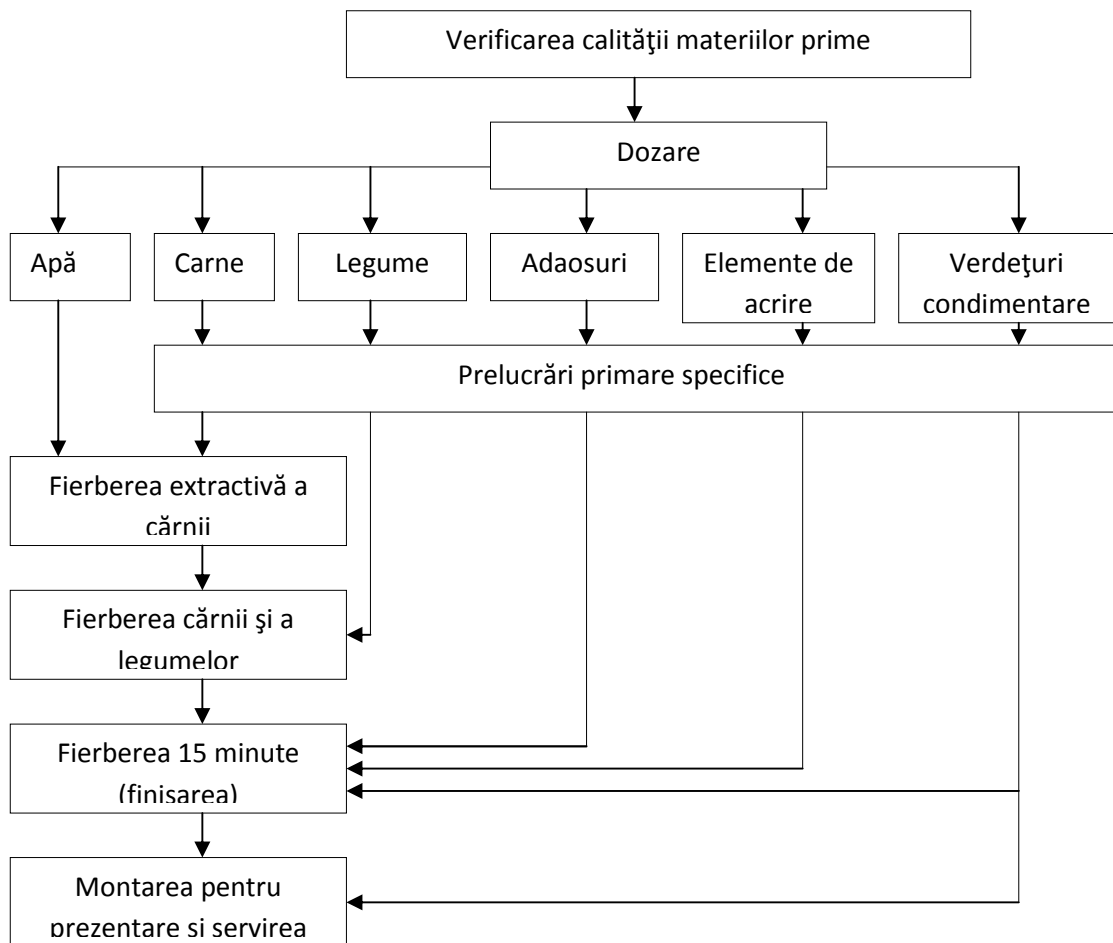 Verificarea calităţii materiilor prime
Dozare
Apă
Carne
Legume
Adaosuri
Elemente de
acrire
Verdeţuri
condimentare
Prelucrări primare specifice
Fierberea extractivă a
cărnii
Fierberea cărnii şi a
legumelor
Fierberea 15 minute
(finisarea)
Montarea pentru
prezentare şi servirea